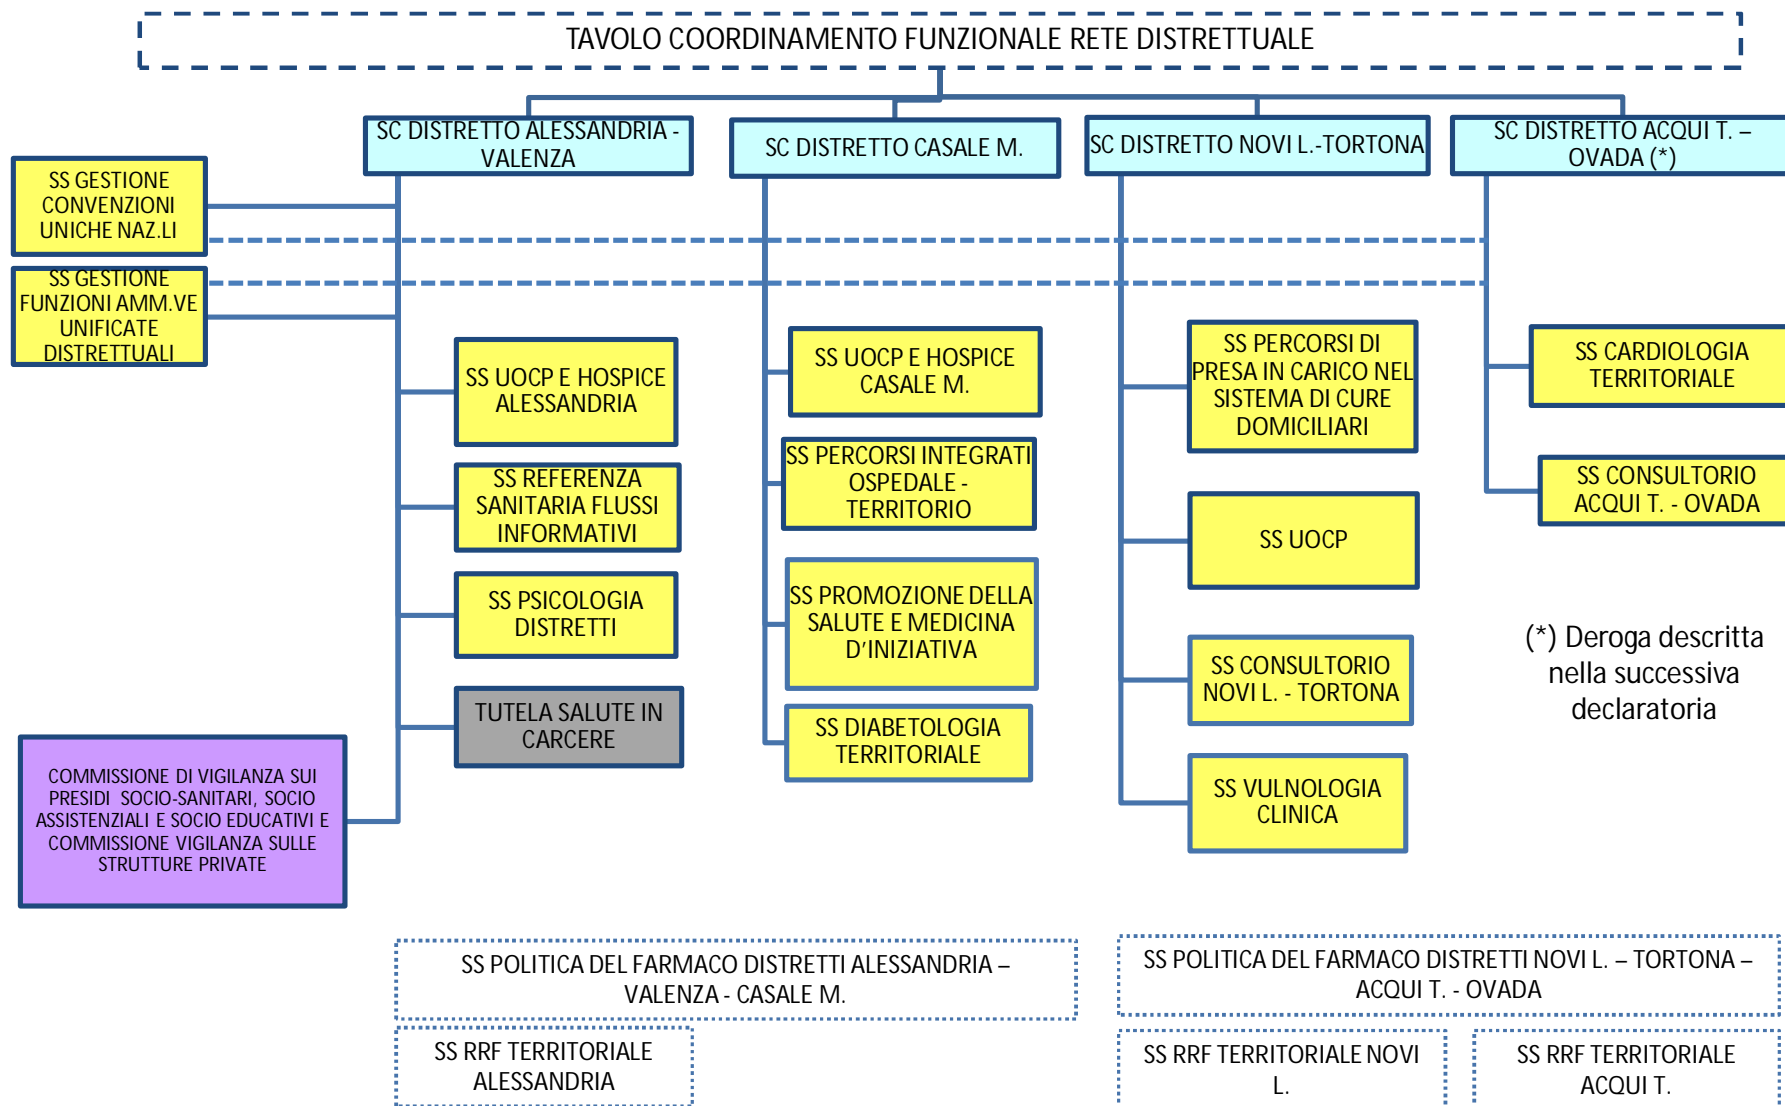 TAVOLO COORDINAMENTO FUNZIONALE RETE DISTRETTUALE
SC DISTRETTO ALESSANDRIA -
VALENZA
SC DISTRETTO CASALE M.
SC DISTRETTO NOVI L.-TORTONA
SC DISTRETTO ACQUI T. –
OVADA (*)
SS GESTIONE
CONVENZIONI
UNICHE NAZ.LI
SS GESTIONE
FUNZIONI AMM.VE
UNIFICATE
DISTRETTUALI
SS UOCP E HOSPICE
ALESSANDRIA
SS REFERENZA
SANITARIA FLUSSI
INFORMATIVI
SS PSICOLOGIA
DISTRETTI
TUTELA SALUTE IN
CARCERE
COMMISSIONE DI VIGILANZA SUI
PRESIDI SOCIO-SANITARI, SOCIO
ASSISTENZIALI E SOCIO EDUCATIVI E
COMMISSIONE VIGILANZA SULLE
STRUTTURE PRIVATE
SS UOCP E HOSPICE
CASALE M.
SS PERCORSI INTEGRATI
OSPEDALE -
TERRITORIO
SS PROMOZIONE DELLA
SALUTE E MEDICINA
D'INIZIATIVA
SS DIABETOLOGIA
TERRITORIALE
SS PERCORSI DI
PRESA IN CARICO NEL
SISTEMA DI CURE
DOMICILIARI
SS UOCP
SS CONSULTORIO
NOVI L. - TORTONA
SS VULNOLOGIA
CLINICA
SS CARDIOLOGIA
TERRITORIALE
SS CONSULTORIO
ACQUI T. - OVADA
(*) Deroga descritta
nella successiva
declaratoria
SS POLITICA DEL FARMACO DISTRETTI ALESSANDRIA –
VALENZA - CASALE M.
SS POLITICA DEL FARMACO DISTRETTI NOVI L. – TORTONA –
ACQUI T. - OVADA
SS RRF TERRITORIALE
ALESSANDRIA
SS RRF TERRITORIALE NOVI
L.
SS RRF TERRITORIALE
ACQUI T.